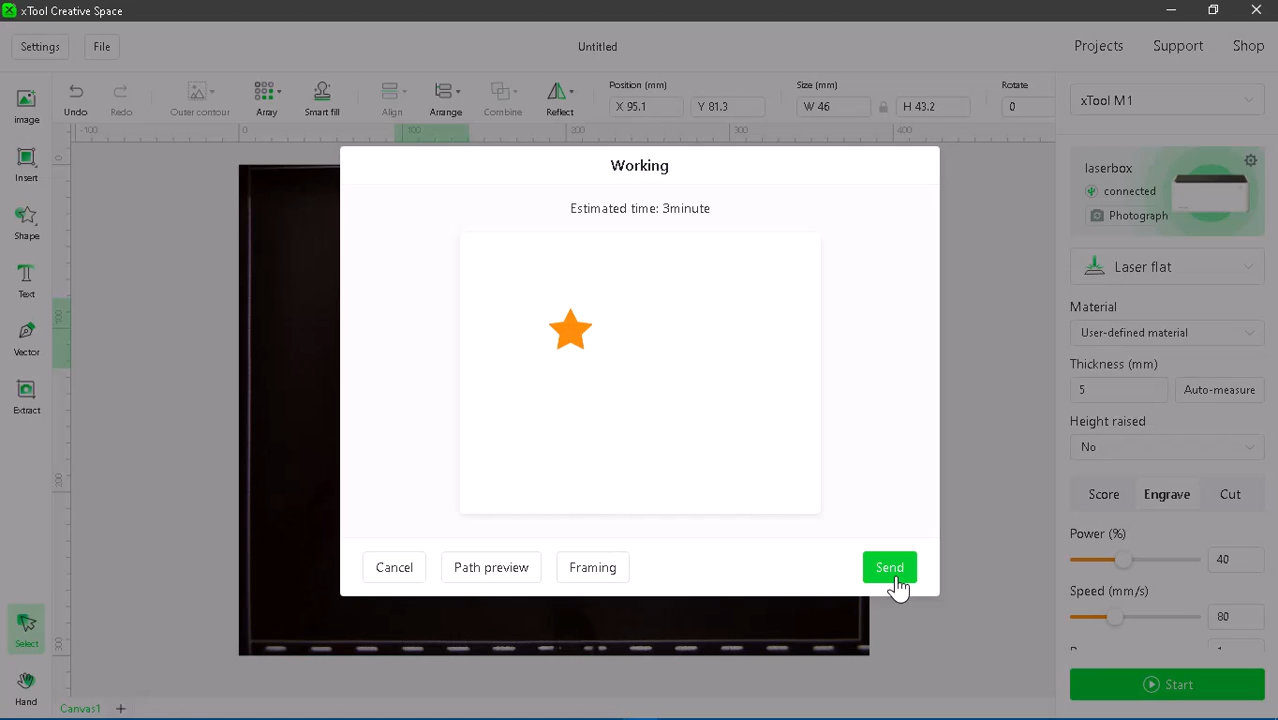 xTool Creative Space
Settings
File
Untitled
Projects
Support
Shop
Undo
Redo
Outer contour
Array
Smart fill
Align
Arrange
Combine
Reflect
Position (mm)
X 95.1
Y 81.3
Size (mm)
W 46
H 43.2
Rotate
0
image
Insert
Shape
Text
Vector
Extract
Select
Hand
-100
0
100
200
300
400
0
100
200
300
Working
Estimated time: 3minute
Cancel
Path preview
Framing
Send
xTool M1
laserbox
connected
Photograph
Laser flat
Material
User-defined material
Thickness (mm)
5
Auto-measure
Height raised
No
Score
Engrave
Cut
Power (%)
40
Speed (mm/s)
80
Start
Canvas1